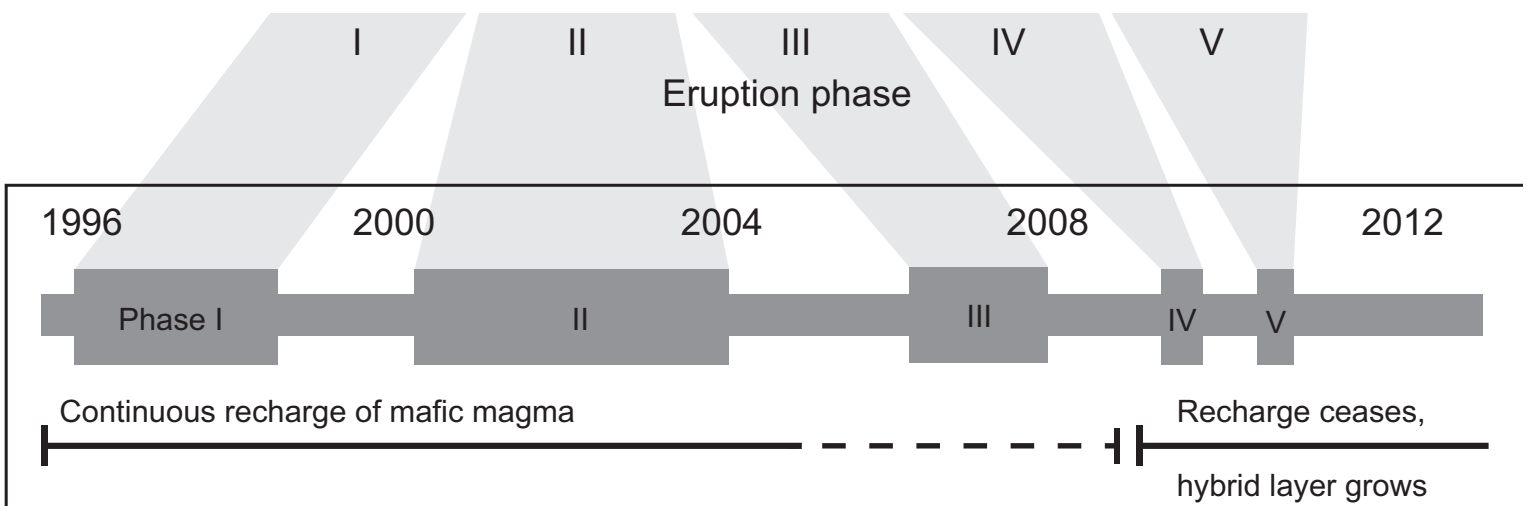 I II III IV V
Eruption phase
1996 2000 2004 2008 2012
Phase I II III IV V
Continuous recharge of mafic magma
Recharge ceases,
hybrid layer grows